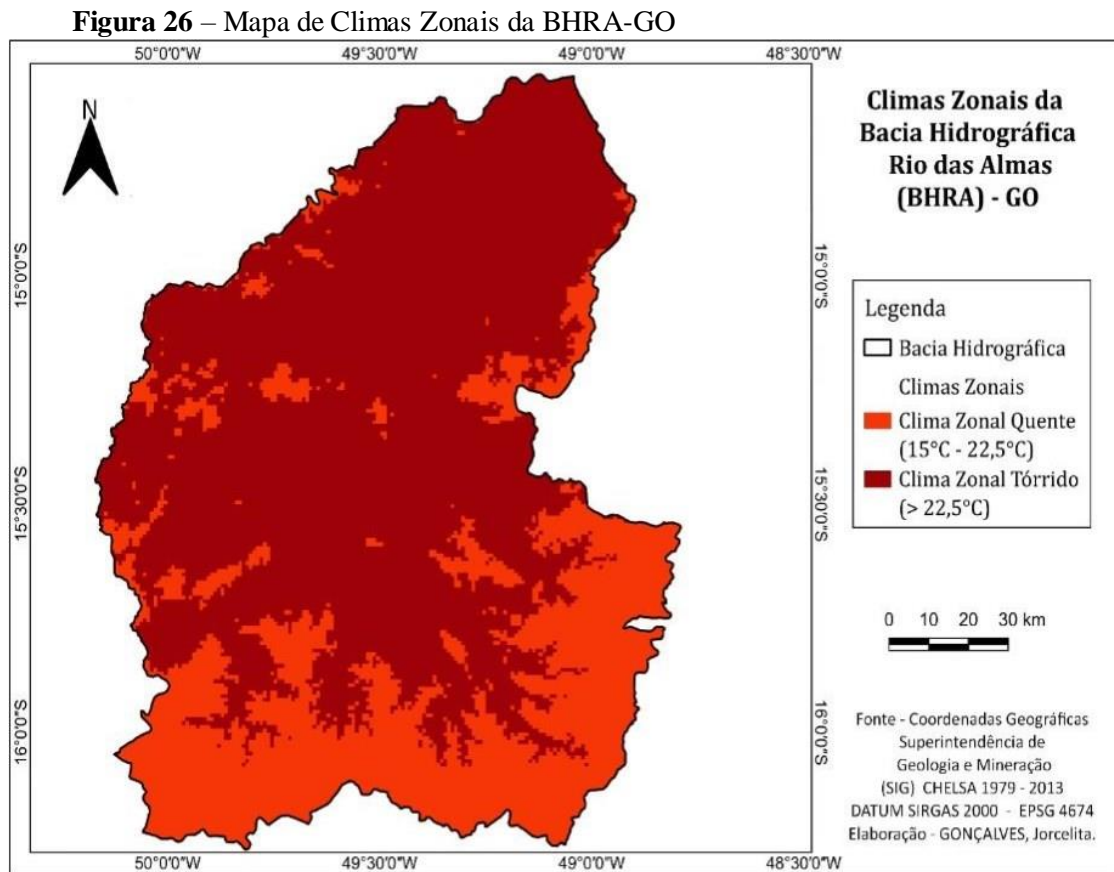 Figura 26 – Mapa de Climas Zonais da BHRA-GO
50°0'0"W 49°30'0"W 49°0'0"W 48°30'0"W
N
15°0'0"S
15°30'0"S
16°0'0"S
15°0'0"S
15°30'0"S
16°0'0"S
50°0'0"W 49°30'0"W 49°0'0"W 48°30'0"W
Climas Zonais da
Bacia Hidrográfica
Rio das Almas
(BHRA) - GO
Legenda
Bacia Hidrográfica
Climas Zonais
Clima Zonal Quente
(15°C - 22,5°C)
Clima Zonal Tórrido
(> 22,5°C)
0 10 20 30 km
Fonte - Coordenadas Geográficas
Superintendência de
Geologia e Mineração
(SIG) CHELSA 1979 - 2013
DATUM SIRGAS 2000 - EPSG 4674
Elaboração - GONÇALVES, Jorcelita.